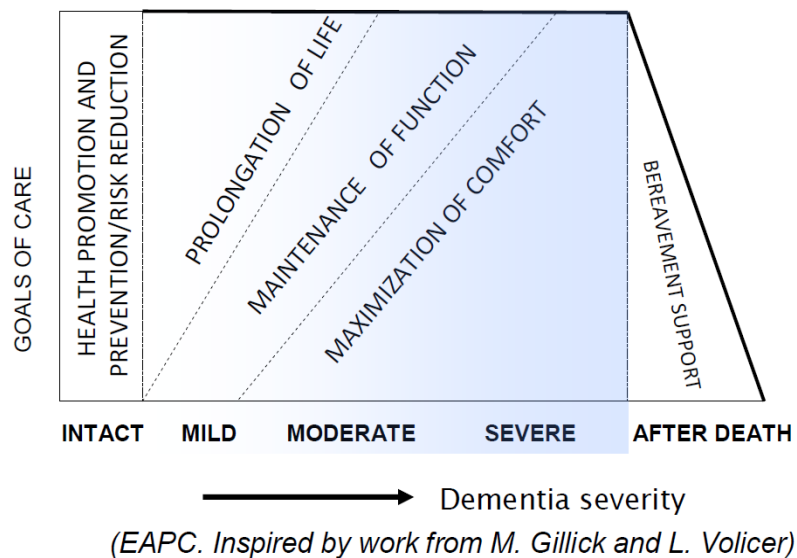 GOALS OF CARE
HEALTH PROMOTION AND
PREVENTION/RISK REDUCTION
PROLONGATION OF LIFE
MAINTENANCE OF FUNCTION
MAXIMIZATION OF COMFORT
BEREAVEMENT SUPPORT
INTACT MILD MODERATE SEVERE AFTER DEATH
Dementia severity
(EAPC. Inspired by work from M. Gillick and L. Volicer)